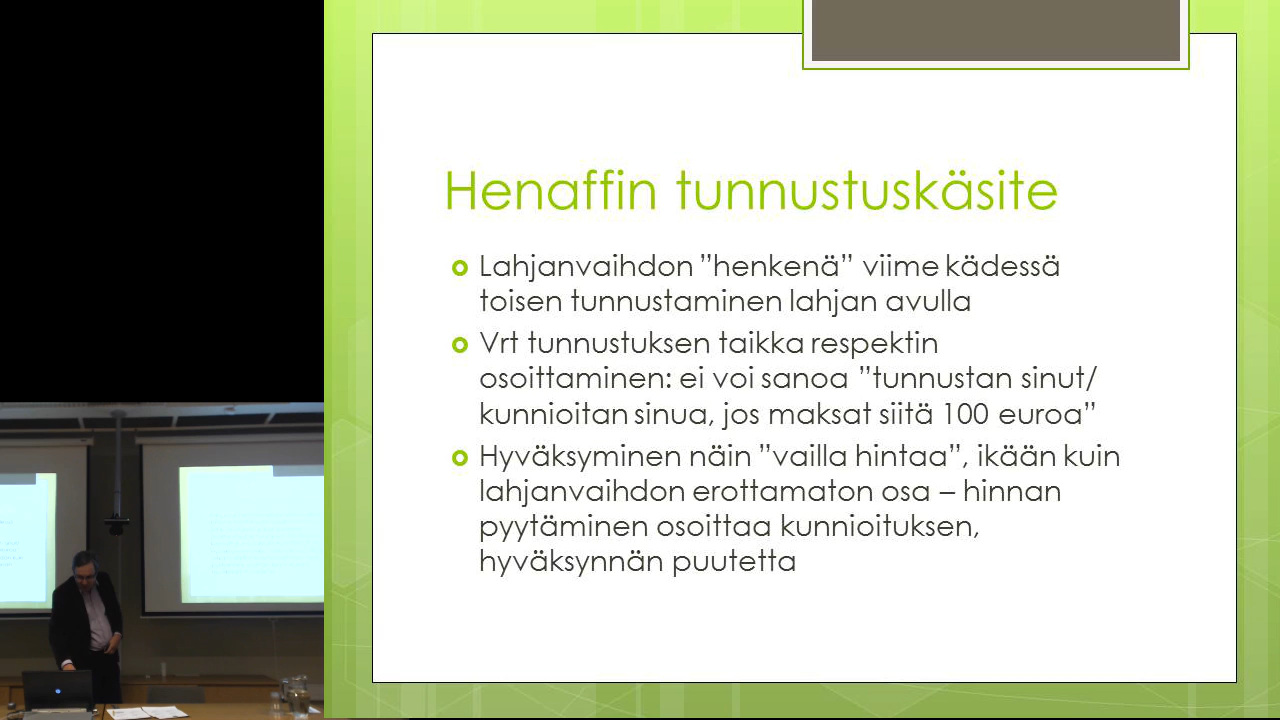 Henaffin tunnustuskäsite
Lahjanvaihdon ”henkenä” viime kädessä
toisen tunnustaminen lahjan avulla
Vrt tunnustuksen taikka respektin
osoittaminen: ei voi sanoa ”tunnustan sinut/
kunnioitan sinua, jos maksat siitä 100 euroa”
Hyväksyminen näin ”vailla hintaa”, ikään kuin
lahjanvaihdon erottamaton osa – hinnan
pyytäminen osoittaa kunnioituksen,
hyväksynnän puutetta